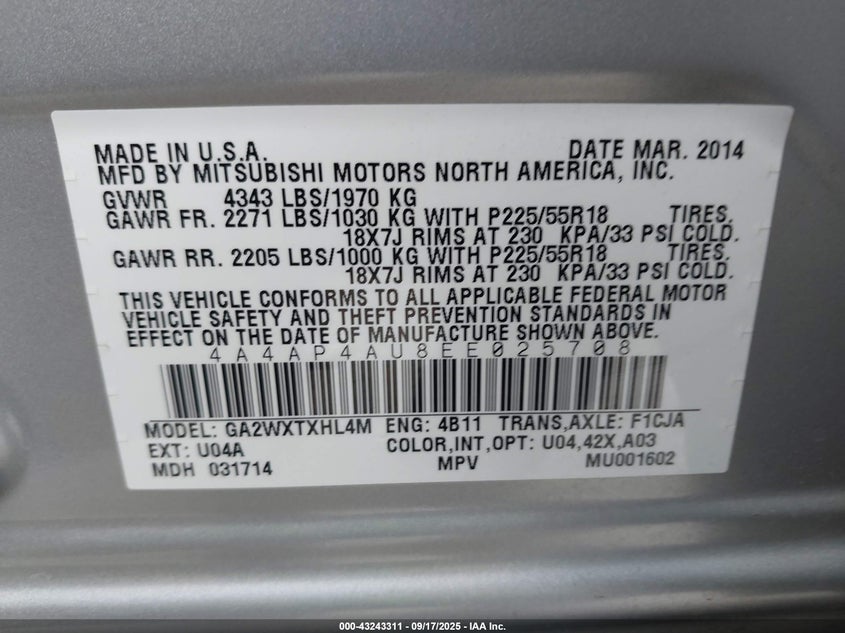 MADE IN U.S.A. DATE MAR. 2014
MFD BY MITSUBISHI MOTORS NORTH AMERICA, INC.
GVWR 4343 LBS/1970 KG
GAWR FR. 2271 LBS/1030 KG WITH P225/55R18 TIRES.
18X7J RIMS AT 230 KPA/33 PSI COLD.
GAWR RR. 2205 LBS/1000 KG WITH P225/55R18 TIRES.
18X7J RIMS AT 230 KPA/33 PSI COLD.
THIS VEHICLE CONFORMS TO ALL APPLICABLE FEDERAL MOTOR
VEHICLE SAFETY AND THEFT PREVENTION STANDARDS IN
EFFECT ON THE DATE OF MANUFACTURE SHOWN ABOVE.
4A4AP4AU8EE025708
MODEL: GA2WXTXHL4M ENG: 4B11 TRANS,AXLE: F1CJA
EXT: U04A COLOR,INT,OPT: U04,42X,A03
MDH 031714 MPV MU001602
000-43243311 - 09/17/2025 - IAA Inc.